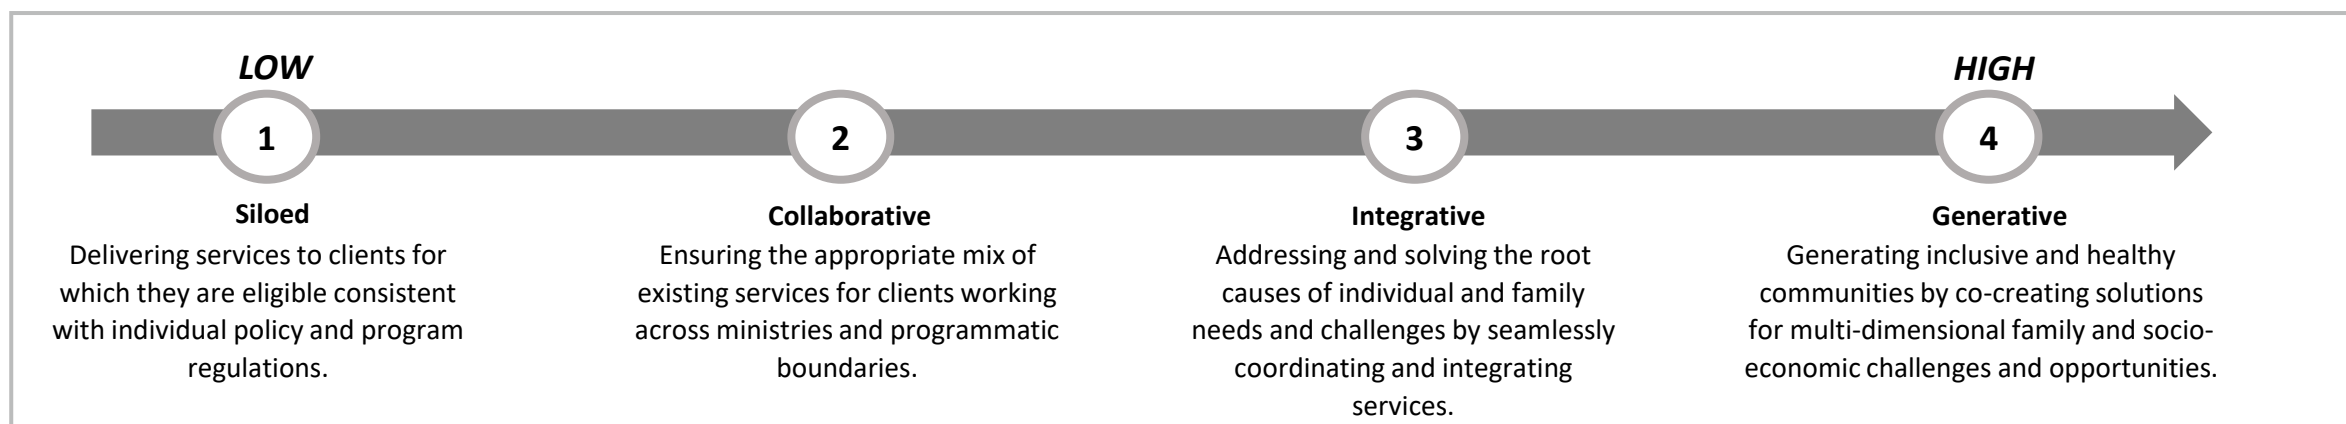 LOW
HIGH
1
2
3
4
Siloed
Delivering services to clients for
which they are eligible consistent
with individual policy and program
regulations.
Collaborative
Ensuring the appropriate mix of
existing services for clients working
across ministries and programmatic
boundaries.
Integrative
Addressing and solving the root
causes of individual and family
needs and challenges by seamlessly
coordinating and integrating
services.
Generative
Generating inclusive and healthy
communities by co-creating solutions
for multi-dimensional family and socio-
economic challenges and opportunities.